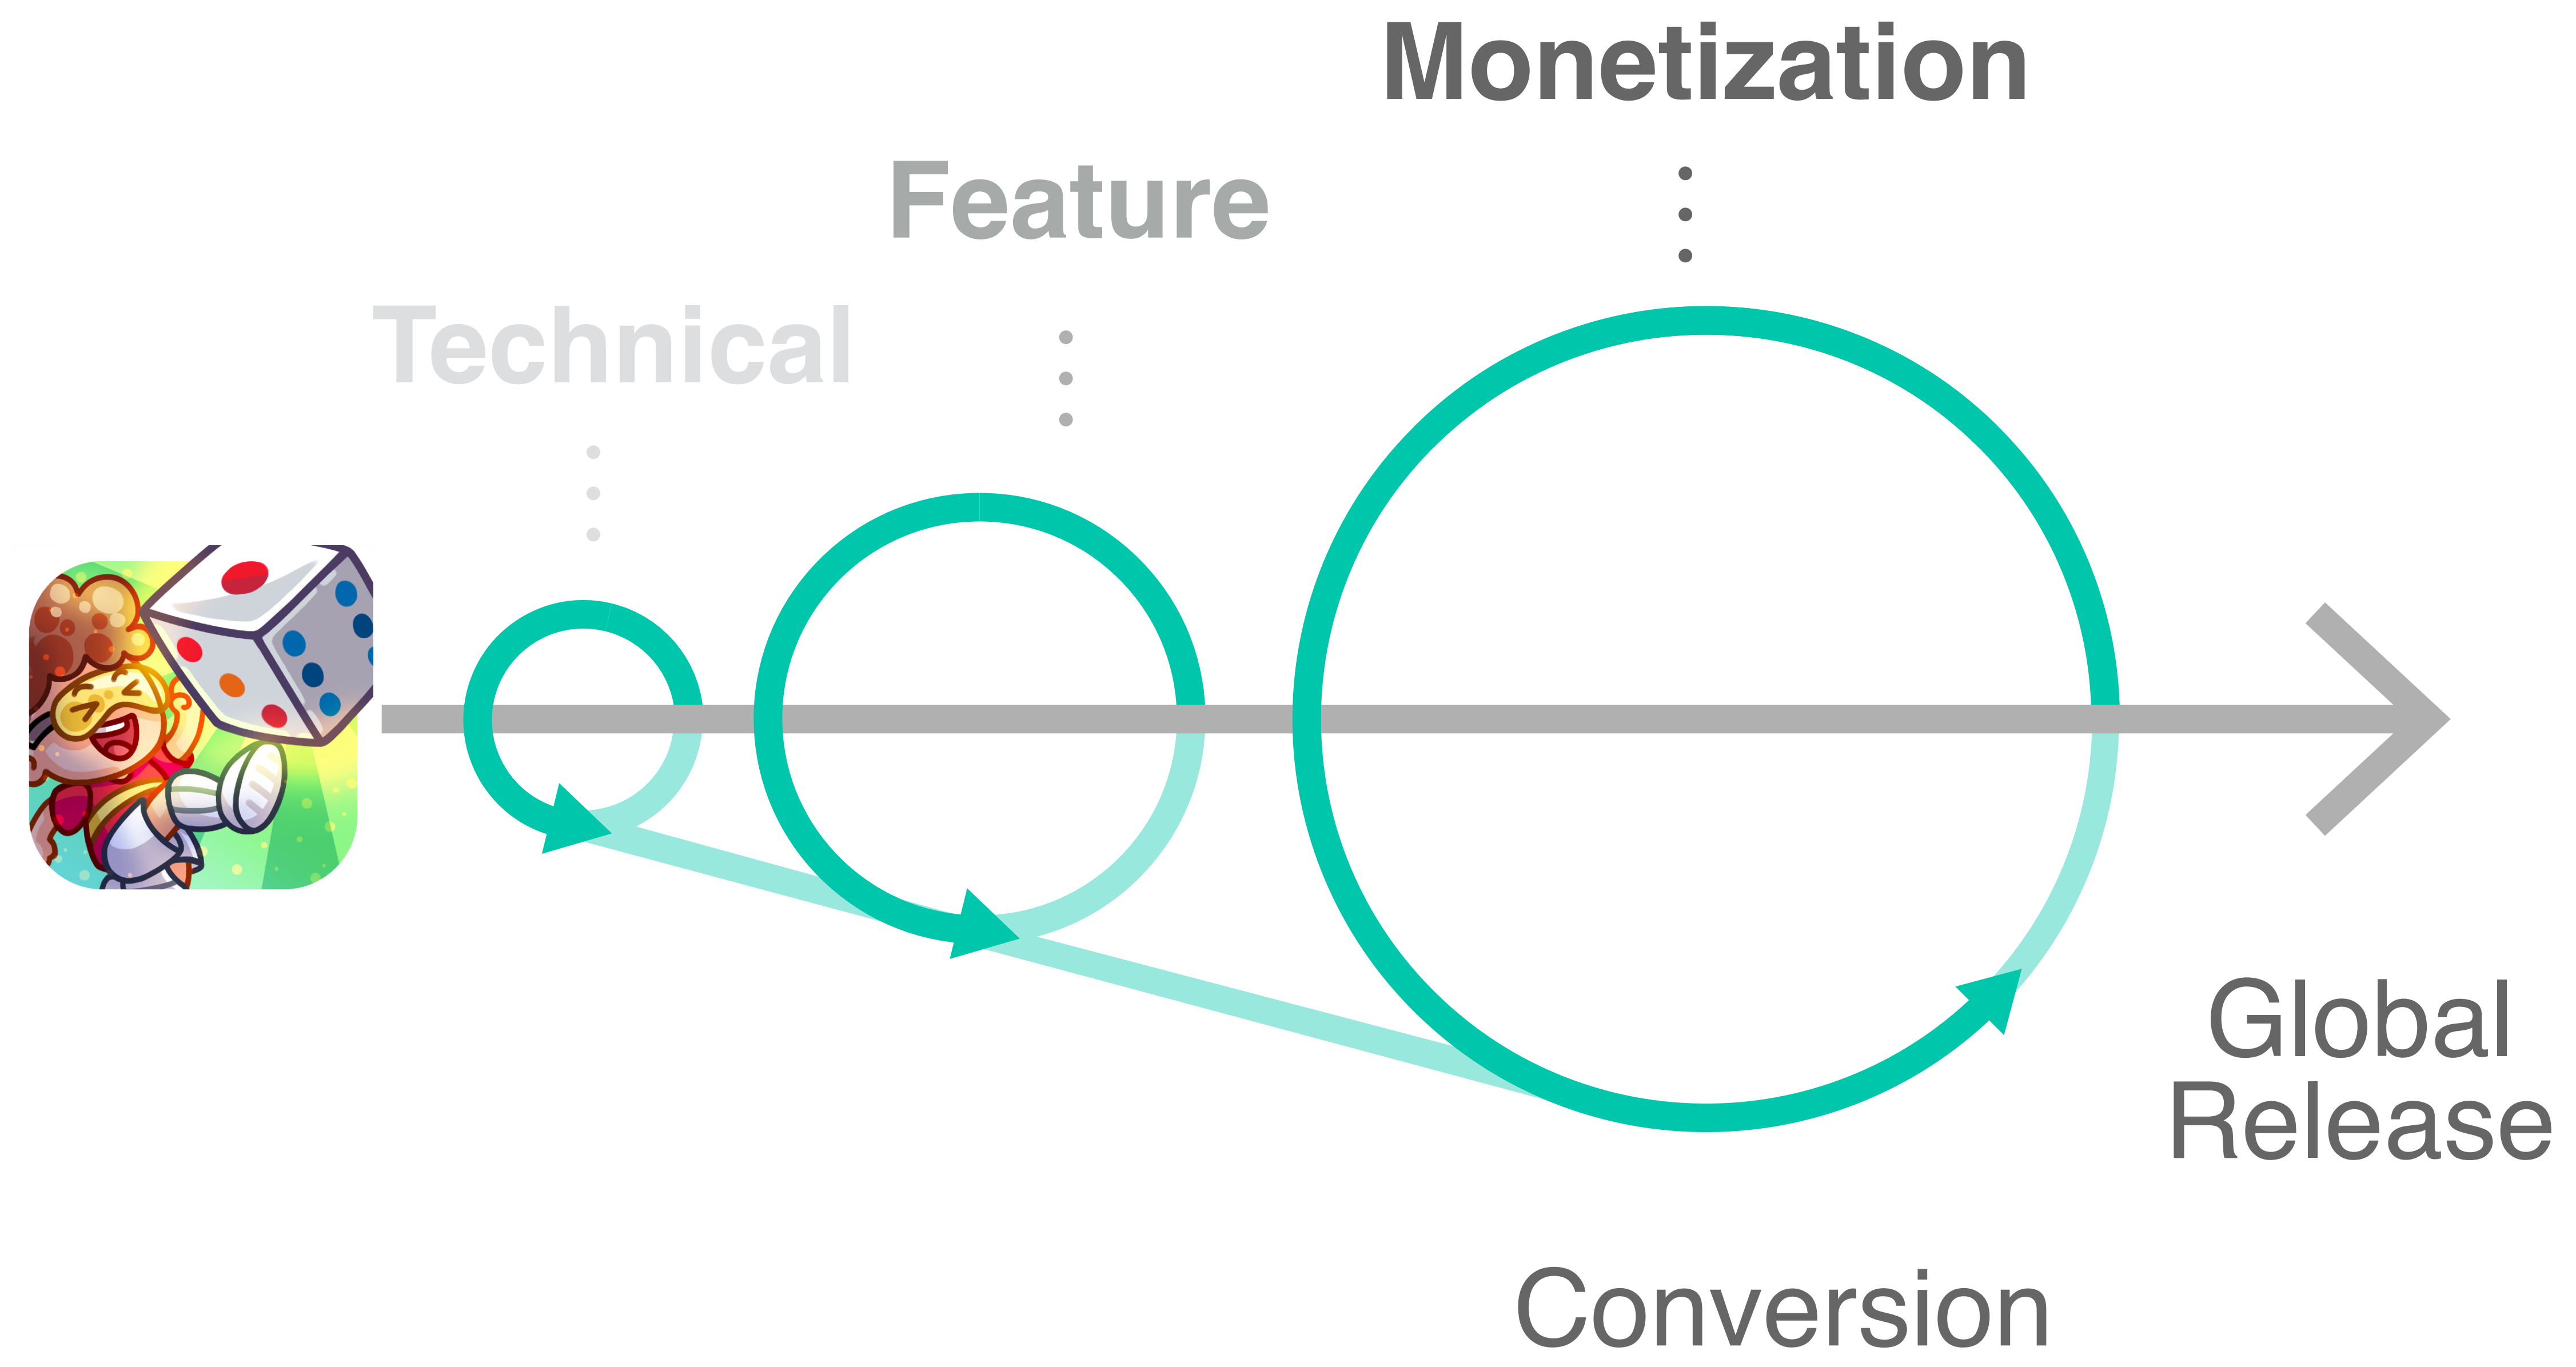 Monetization
Feature
Technical
Global
Release
Conversion